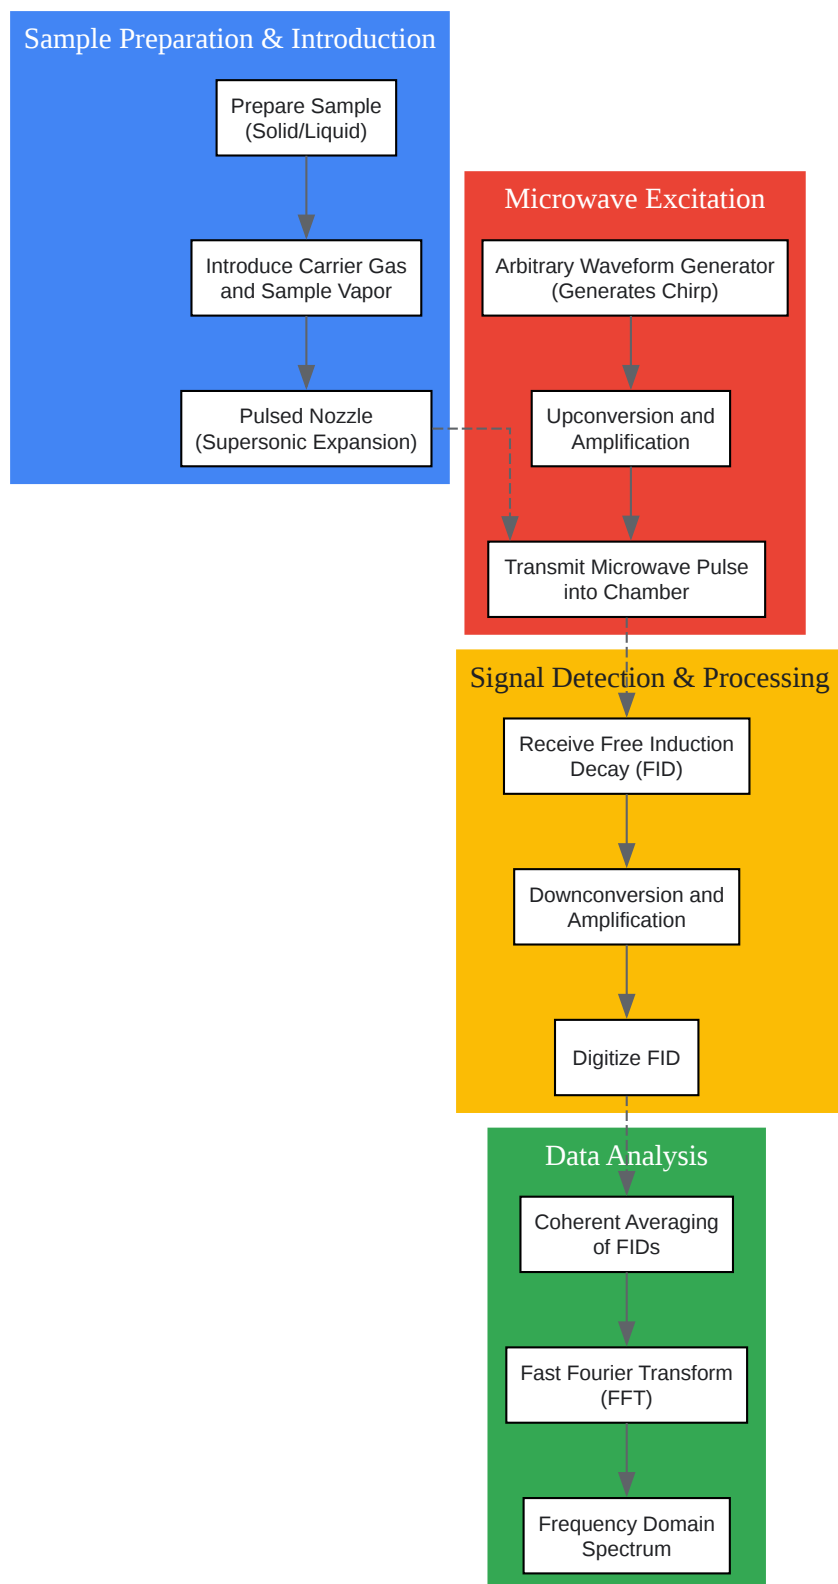 Sample Preparation & Introduction
Prepare Sample
(Solid/Liquid)
Introduce Carrier Gas
and Sample Vapor
Pulsed Nozzle
(Supersonic Expansion)
Microwave Excitation
Arbitrary Waveform Generator
(Generates Chirp)
Upconversion and
Amplification
Transmit Microwave Pulse
into Chamber
Signal Detection & Processing
Receive Free Induction
Decay (FID)
Downconversion and
Amplification
Digitize FID
Data Analysis
Coherent Averaging
of FIDs
Fast Fourier Transform
(FFT)
Frequency Domain
Spectrum